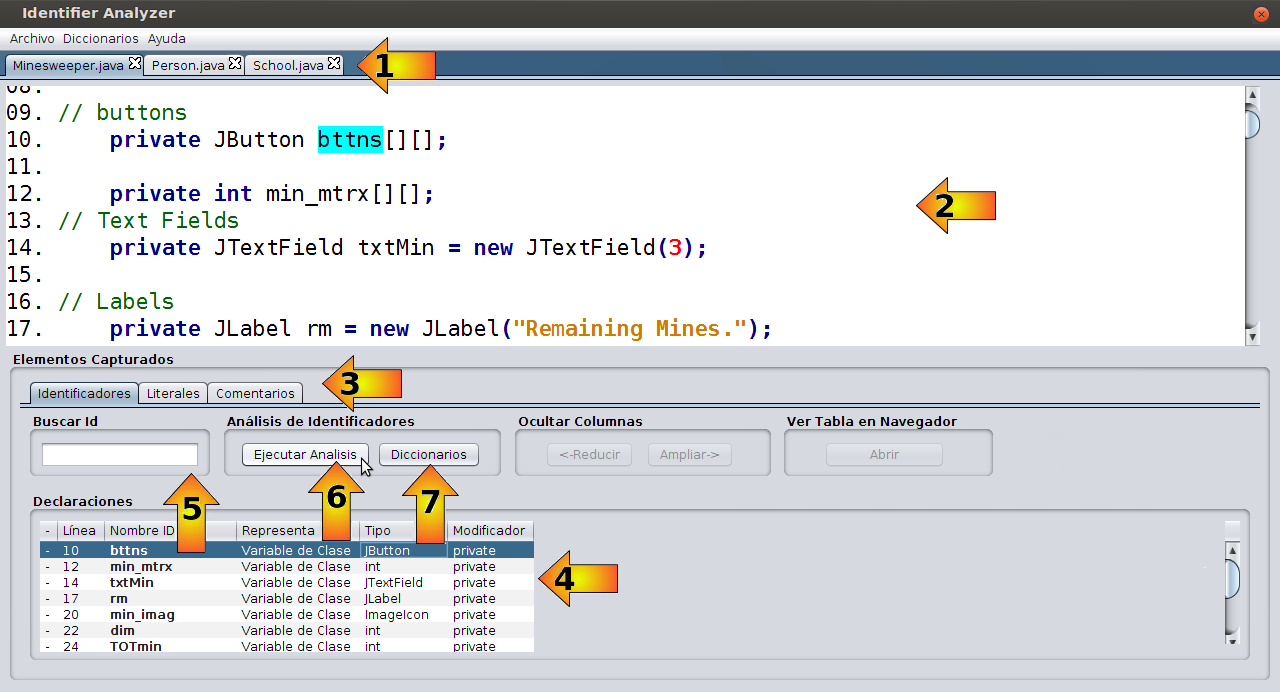 Identifier Analyzer
Archivo Diccionarios Ayuda
Minesweeper.java Person.java School.java 1
08.
09. // buttons
10. private JButton bttns[][];
11.
12. private int min_mtrx[][];
2
13. // Text Fields
14. private JTextField txtMin = new JTextField(3);
15.
16. // Labels
17. private JLabel rm = new JLabel("Remaining Mines.");
Elementos Capturados
Identificadores Literales Comentarios 3
Buscar Id Análisis de Identificadores Ocultar Columnas Ver Tabla en Navegador
Ejecutar Analisis Diccionarios <-Reducir Ampliar-> Abrir
5 6 7
Declaraciones
- Línea Nombre ID Representa Tipo Modificador
- 10 bttns Variable de Clase JButton private
- 12 min_mtrx Variable de Clase int private
4
- 14 txtMin Variable de Clase JTextField private
- 17 rm Variable de Clase JLabel private
- 20 min_imag Variable de Clase ImageIcon private
- 22 dim Variable de Clase int private
- 24 TOTmin Variable de Clase int private